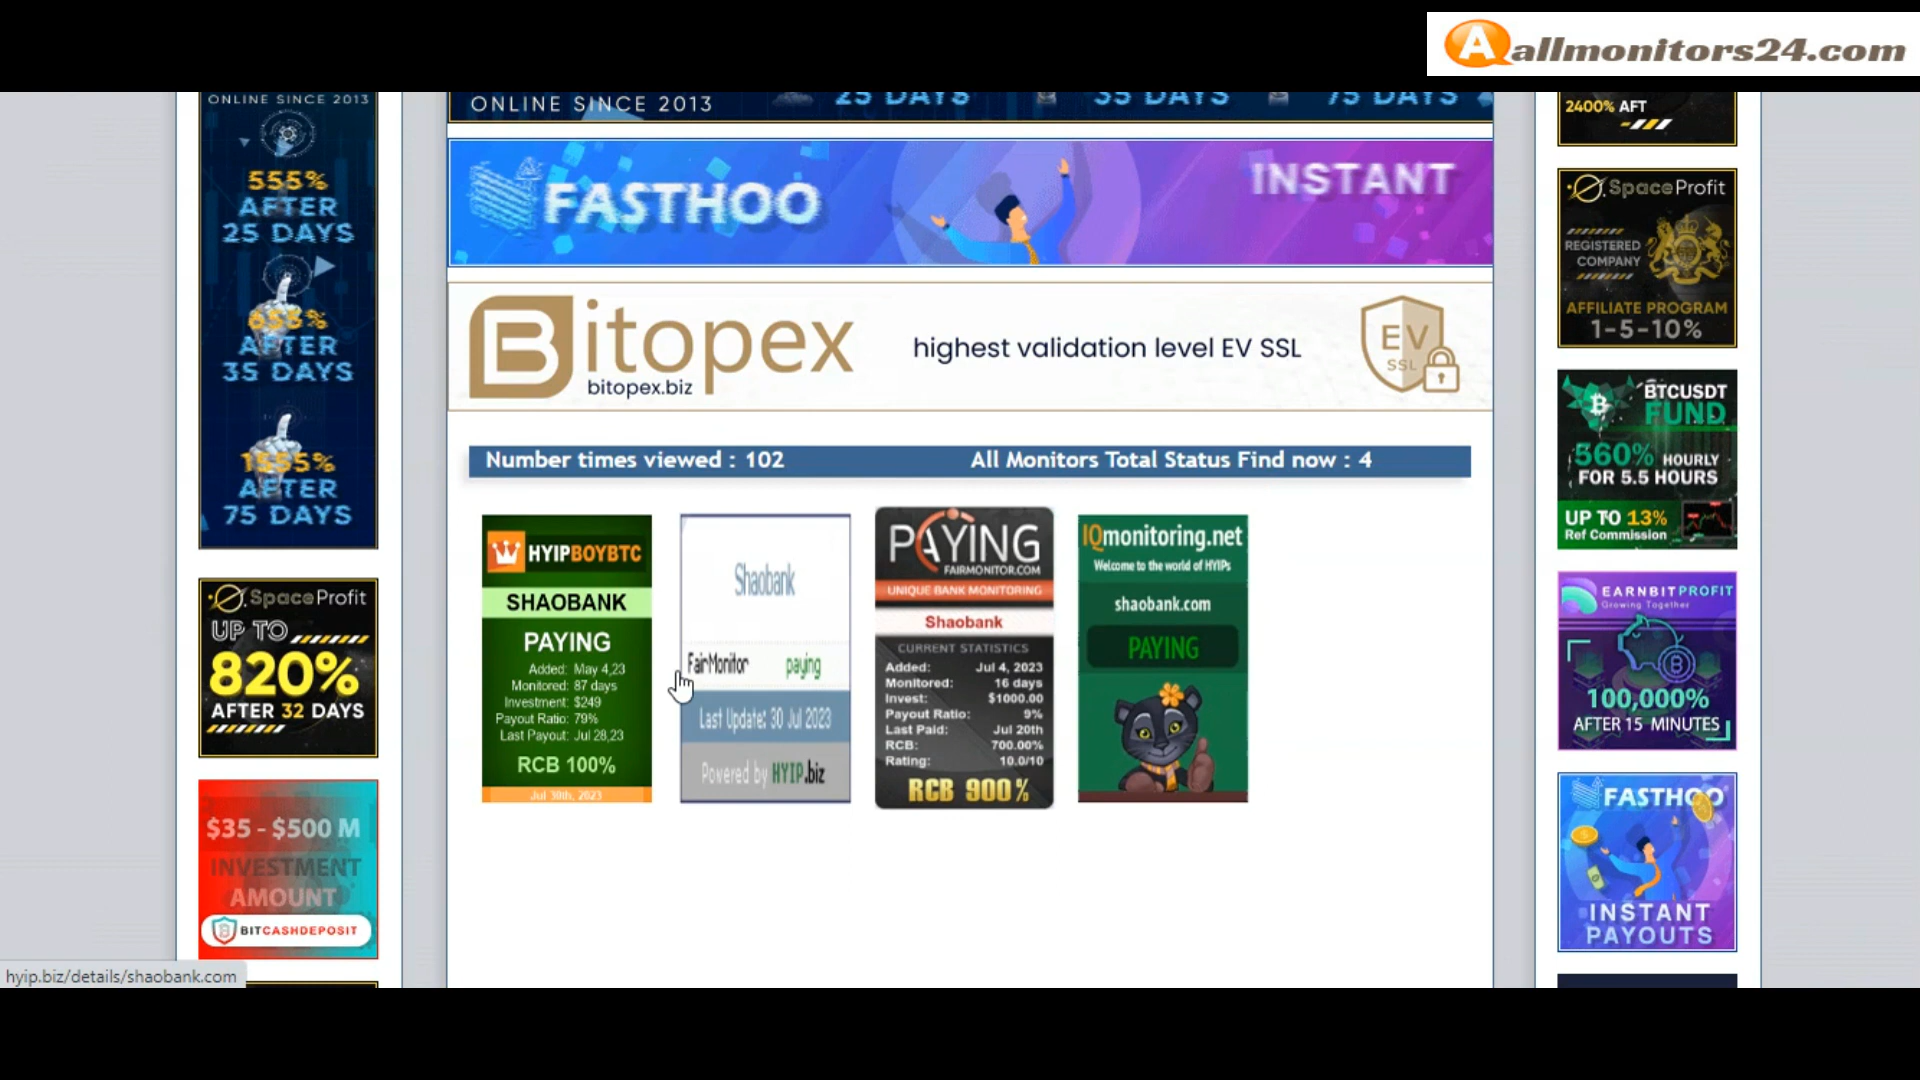 allmonitors24.com
ONLINE SINCE 2013
555%
AFTER
25 DAYS
655%
AFTER
35 DAYS
1555%
AFTER
75 DAYS
SpaceProfit
UP TO
820%
AFTER 32 DAYS
$35 - $500 M
INVESTMENT
AMOUNT
BITCASHDEPOSIT
hyip.biz/details/shaobank.com
ONLINE SINCE 2013
25 DAYS 35 DAYS 75 DAYS
FASTHOO INSTANT
Bitopex
bitopex.biz
highest validation level EV SSL
EV
SSL
Number times viewed : 102 All Monitors Total Status Find now : 4
HYIPBOYBTC
SHAOBANK
PAYING
Added: May 4,23
Monitored: 87 days
Investment: $249
Payout Ratio: 79%
Last Payout: Jul 28,23
RCB 100%
Jul 30th, 2023
Shaobank
FairMonitor paying
Last Update: 30 Jul 2023
Powered by HYIP.biz
PAYING
FAIRMONITOR.COM
UNIQUE BANK MONITORING
Shaobank
CURRENT STATISTICS
Added: Jul 4, 2023
Monitored: 16 days
Invest: $1000.00
Payout Ratio: 9%
Last Paid: Jul 20th
RCB: 700.00%
Rating: 10.0/10
RCB 900%
IQmonitoring.net
Welcome to the world of HYIPs
shaobank.com
PAYING
2400% AFT
SpaceProfit
REGISTERED
COMPANY
AFFILIATE PROGRAM
1-5-10%
BTCUSDT
FUND
560% HOURLY
FOR 5.5 HOURS
UP TO 13%
Ref Commission
EARNBITPROFIT
Growing Together
100,000%
AFTER 15 MINUTES
FASTHOO
INSTANT
PAYOUTS